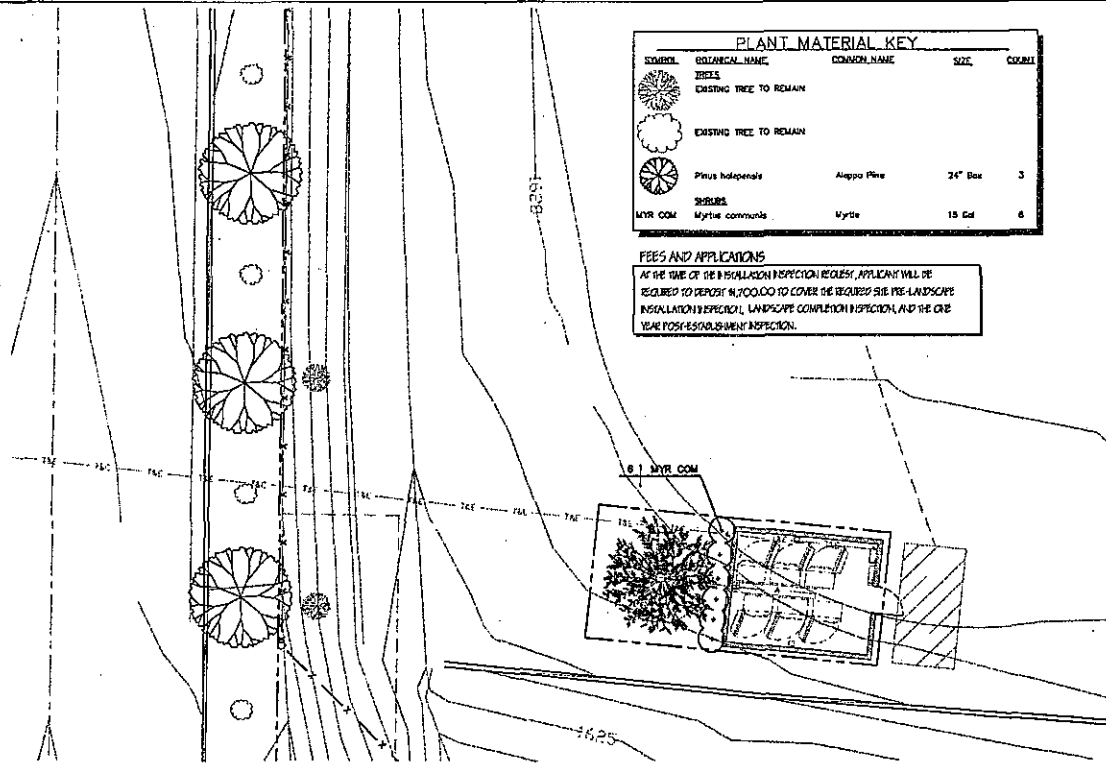 PLANT MATERIAL KEY
SYMBOL BOTANICAL NAME COMMON NAME SIZE COUNT
TREES
EXISTING TREE TO REMAIN
EXISTING TREE TO REMAIN
Pinus halepensis Aleppo Pine 24" Box 3
SHRUBS
MYR COM Myrtus communis Myrtle 15 Gal 6
FEES AND APPLICATIONS
AT THE TIME OF THE INSTALLATION INSPECTION REQUEST, APPLICANT WILL BE
REQUIRED TO DEPOSIT $1,700.00 TO COVER THE REQUIRED SITE PRE-LANDSCAPE
INSTALLATION INSPECTION, LANDSCAPE COMPLETION INSPECTION, AND THE ONE
YEAR POST-ESTABLISHMENT INSPECTION.
1628
6 MYR COM
T&E T&C T&C T&E T&E T&E T&E T&E
1625